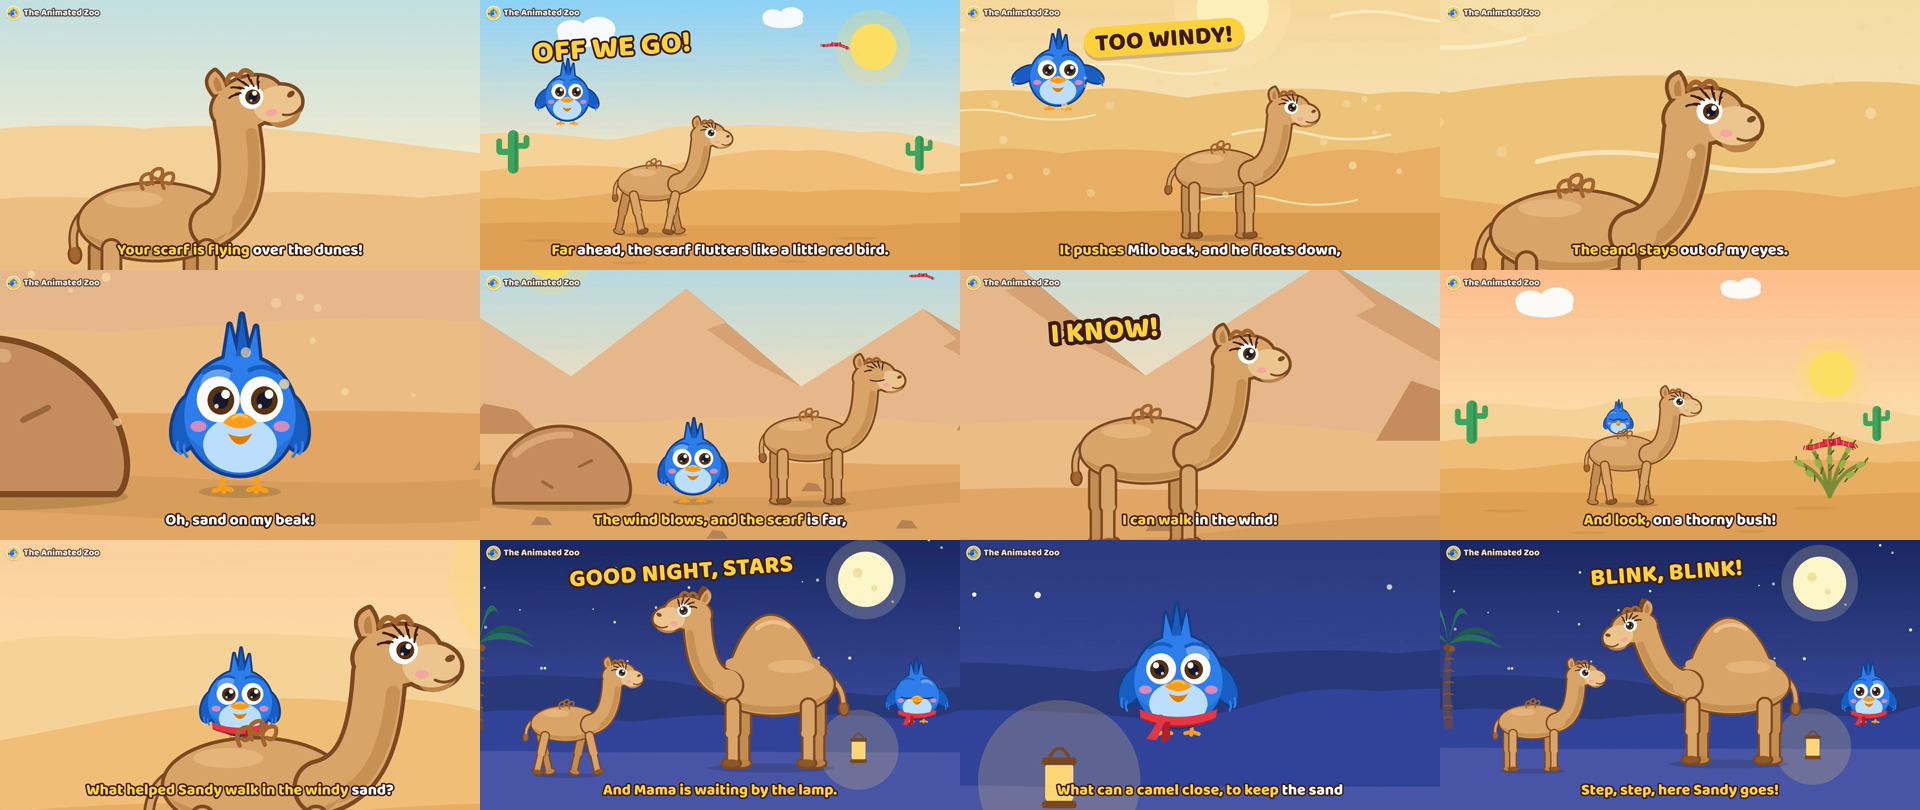 The Animated Zoo
Your scarf is flying over the dunes!
The Animated Zoo
OFF WE GO!
Far ahead, the scarf flutters like a little red bird.
The Animated Zoo
TOO WINDY!
It pushes Milo back, and he floats down,
The Animated Zoo
The sand stays out of my eyes.
The Animated Zoo
Oh, sand on my beak!
The Animated Zoo
The wind blows, and the scarf is far,
The Animated Zoo
I KNOW!
I can walk in the wind!
The Animated Zoo
And look, on a thorny bush!
The Animated Zoo
What helped Sandy walk in the windy sand?
The Animated Zoo
GOOD NIGHT, STARS
And Mama is waiting by the lamp.
The Animated Zoo
What can a camel close, to keep the sand
The Animated Zoo
BLINK, BLINK!
Step, step, here Sandy goes!